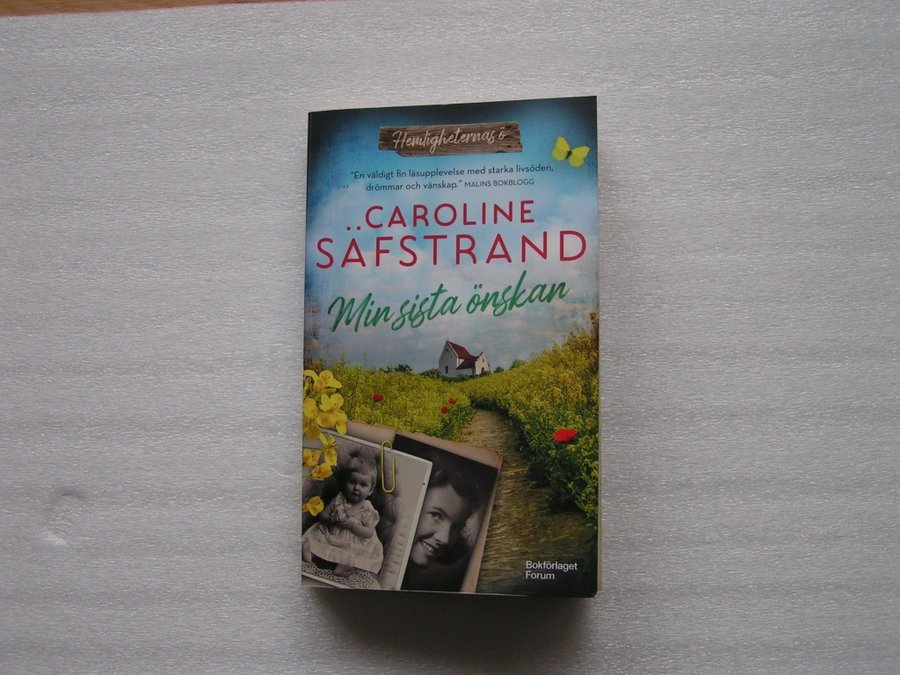 Hemligheternas ö
"En väldigt fin läsupplevelse med starka livsöden,
drömmar och vänskap." MALINS BOKBLOGG
CAROLINE
SÄFSTRAND
Min sista önskan
Bokförlaget
Forum